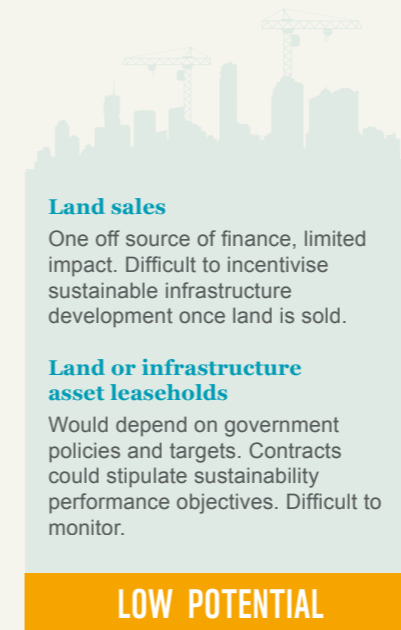 Land sales
One off source of finance, limited
impact. Difficult to incentivise
sustainable infrastructure
development once land is sold.
Land or infrastructure
asset leaseholds
Would depend on government
policies and targets. Contracts
could stipulate sustainability
performance objectives. Difficult to
monitor.
LOW POTENTIAL